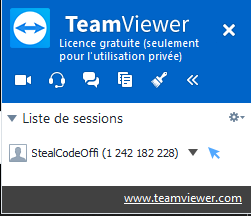 TeamViewer
Licence gratuite (seulement
pour l'utilisation privée)
Liste de sessions
StealCodeOffi (1 242 182 228)
www.teamviewer.com